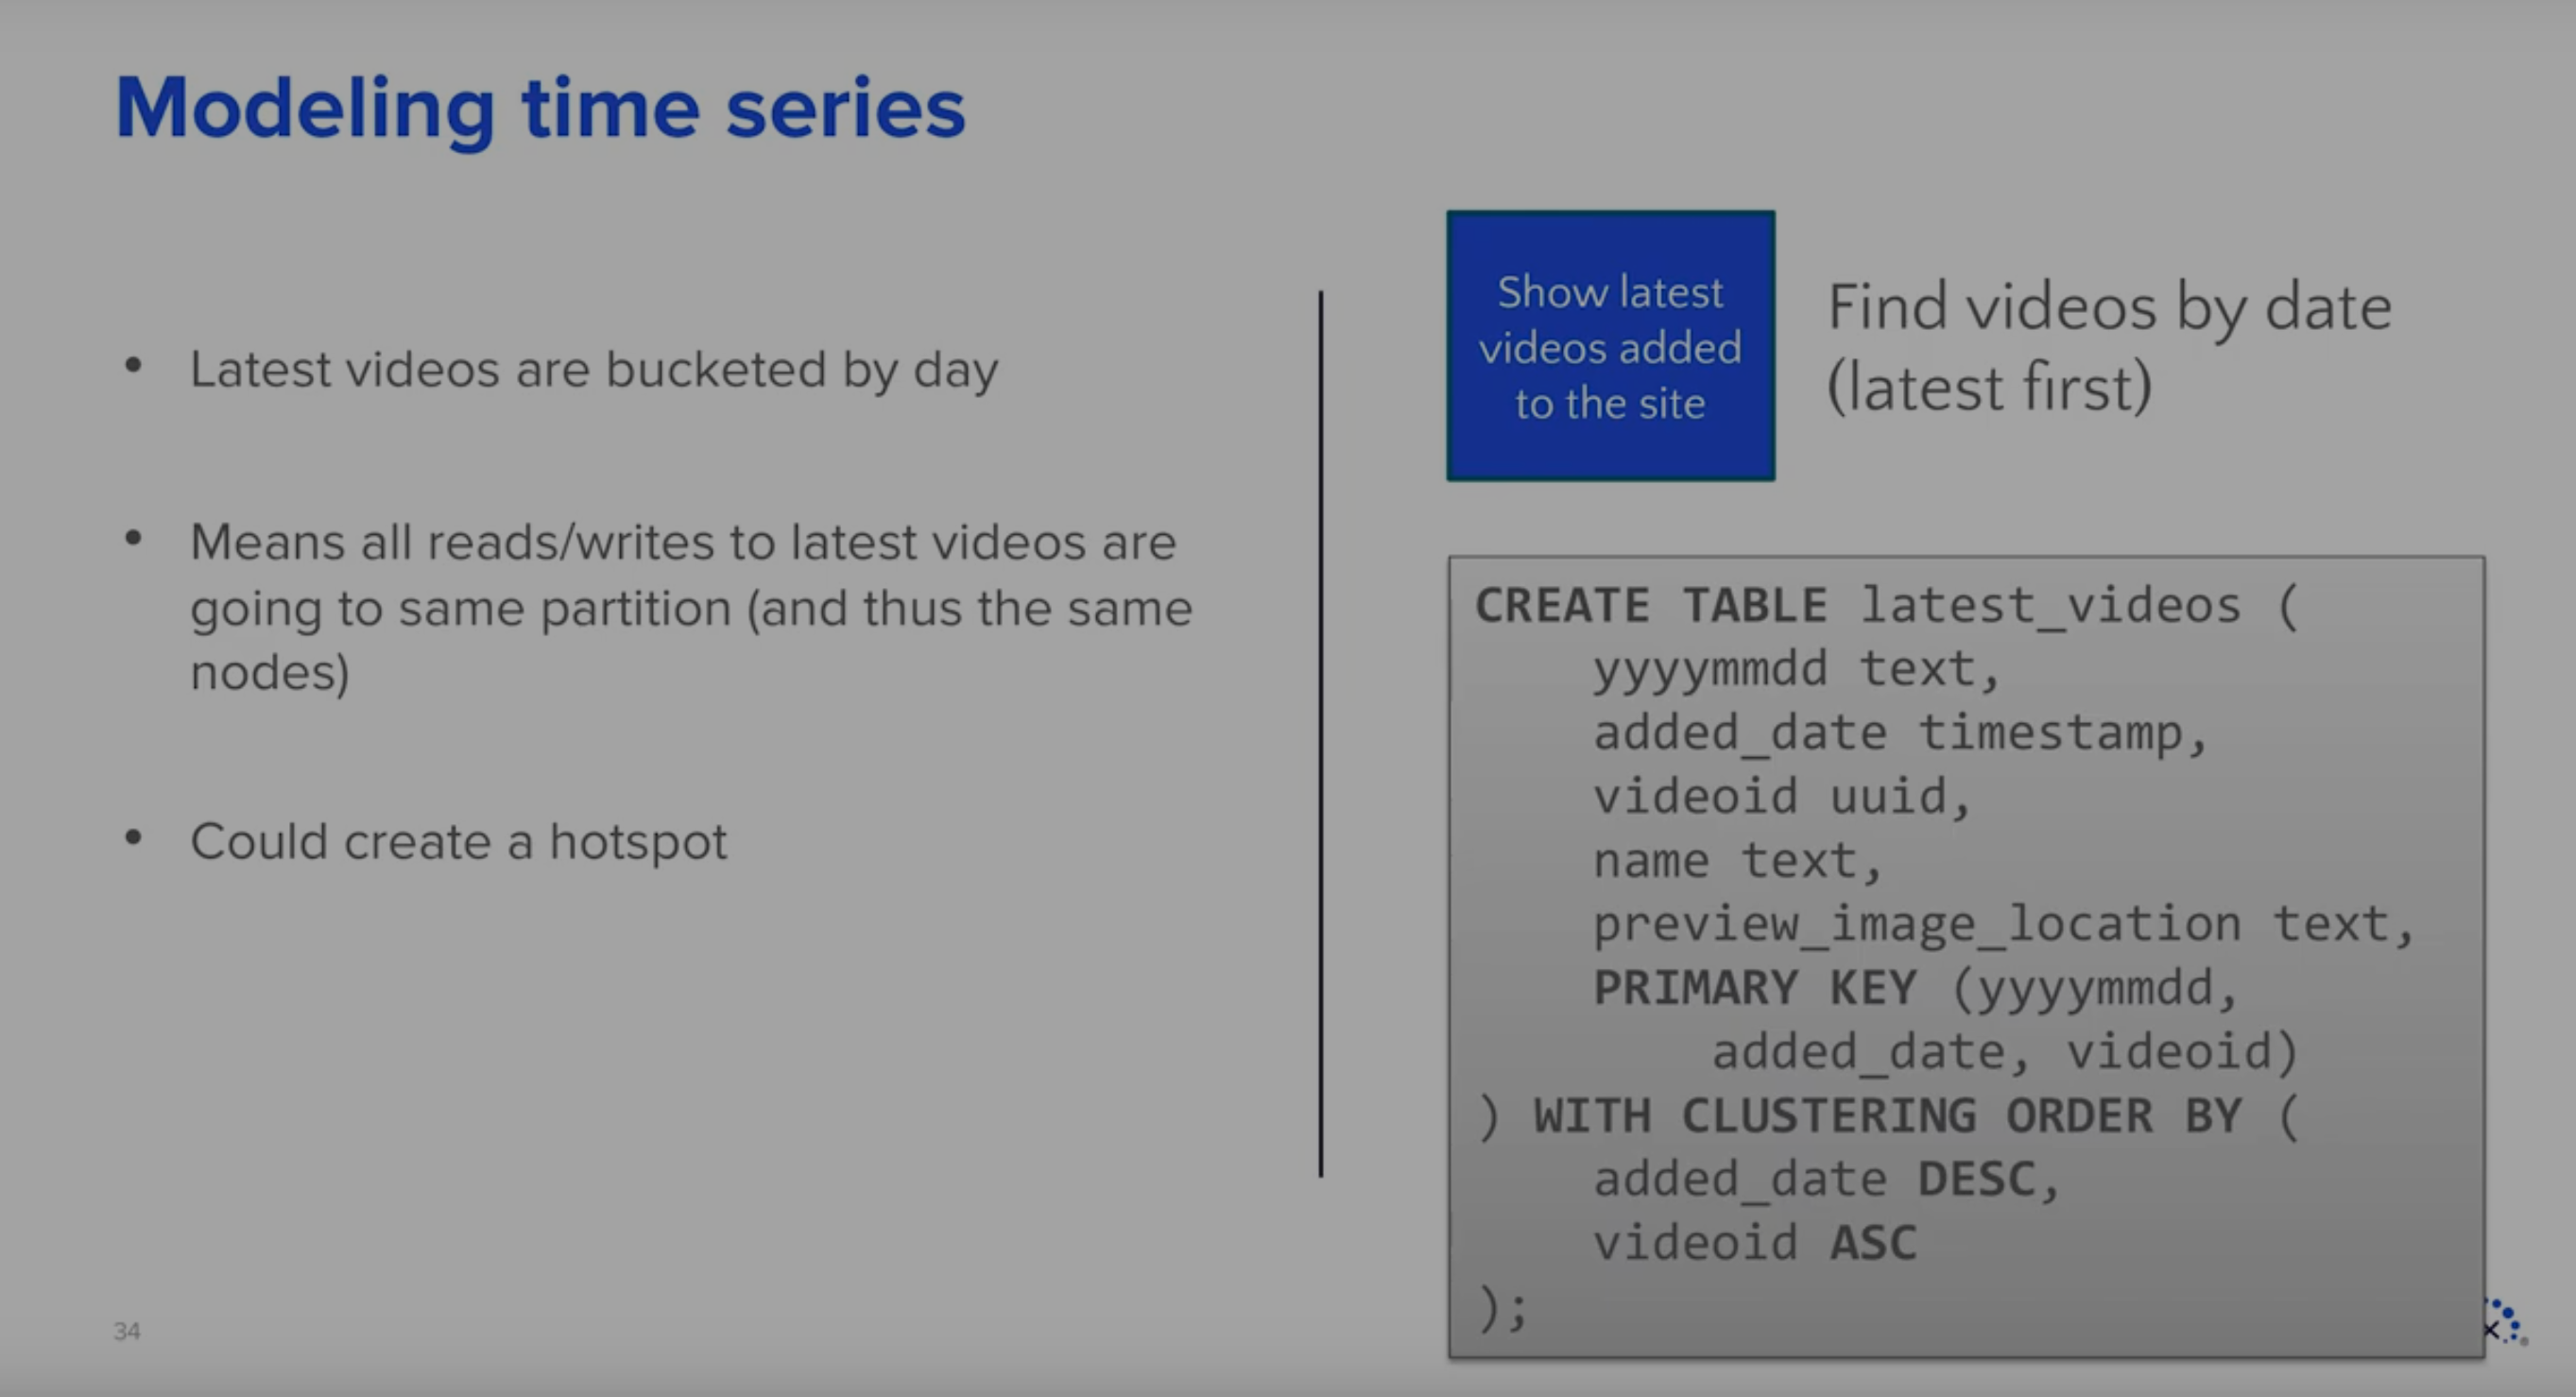 Modeling time series
• Latest videos are bucketed by day
• Means all reads/writes to latest videos are
going to same partition (and thus the same
nodes)
• Could create a hotspot
Show latest
videos added
to the site
Find videos by date
(latest first)
CREATE TABLE latest_videos (
    yyyymmdd text,
    added_date timestamp,
    videoid uuid,
    name text,
    preview_image_location text,
    PRIMARY KEY (yyyymmdd,
        added_date, videoid)
) WITH CLUSTERING ORDER BY (
    added_date DESC,
    videoid ASC
);
34